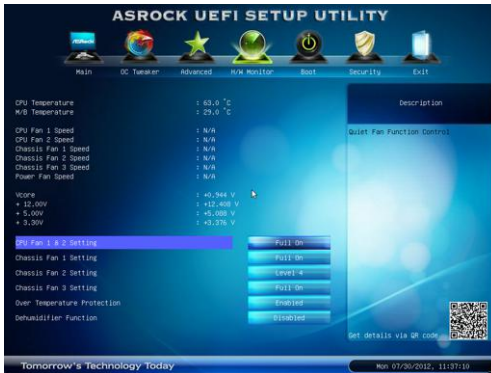 ASROCK UEFI SETUP UTILITY
ASRock
Main OC Tweaker Advanced H/W Monitor Boot Security Exit
CPU Temperature : 63.0 °C
M/B Temperature : 29.0 °C
CPU Fan 1 Speed : N/A
CPU Fan 2 Speed : N/A
Chassis Fan 1 Speed : N/A
Chassis Fan 2 Speed : N/A
Chassis Fan 3 Speed : N/A
Power Fan Speed : N/A
Vcore : +0.944 V
+ 12.00V : +12.408 V
+ 5.00V : +5.088 V
+ 3.30V : +3.376 V
CPU Fan 1 & 2 Setting Full On
Chassis Fan 1 Setting Full On
Chassis Fan 2 Setting Level 4
Chassis Fan 3 Setting Full On
Over Temperature Protection Enabled
Dehumidifier Function Disabled
Description
Quiet Fan Function Control
Get details via QR code
Tomorrow's Technology Today
Mon 07/30/2012, 11:37:10